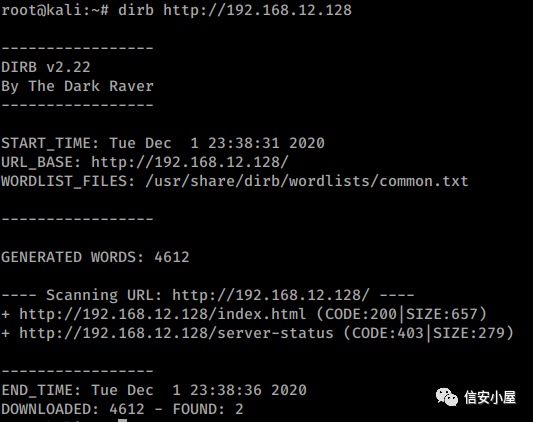 root@kali:~# dirb http://192.168.12.128
-----------------
DIRB v2.22
By The Dark Raver
-----------------
START_TIME: Tue Dec  1 23:38:31 2020
URL_BASE: http://192.168.12.128/
WORDLIST_FILES: /usr/share/dirb/wordlists/common.txt
-----------------
GENERATED WORDS: 4612
---- Scanning URL: http://192.168.12.128/ ----
+ http://192.168.12.128/index.html (CODE:200|SIZE:657)
+ http://192.168.12.128/server-status (CODE:403|SIZE:279)
-----------------
END_TIME: Tue Dec  1 23:38:36 2020
DOWNLOADED: 4612 - FOUND: 2
信安小屋